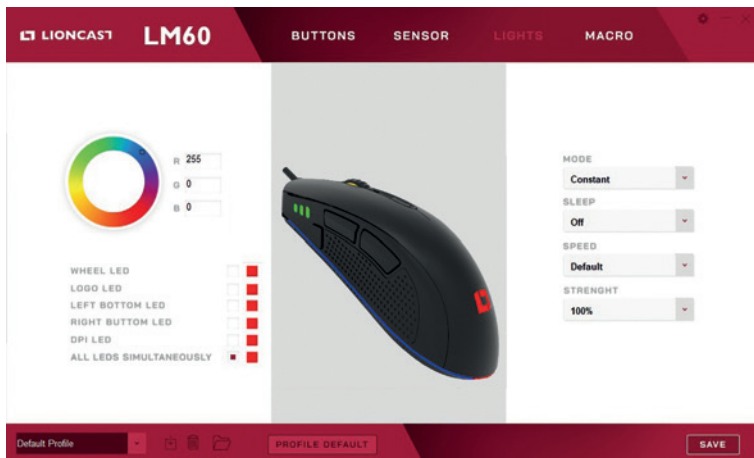 LIONCAST LM60 BUTTONS SENSOR LIGHTS MACRO
R 255
G 0
B 0
WHEEL LED
LOGO LED
LEFT BOTTOM LED
RIGHT BUTTOM LED
DPI LED
ALL LEDS SIMULTANEOUSLY
MODE
Constant
SLEEP
Off
SPEED
Default
STRENGHT
100%
Default Profile PROFILE DEFAULT SAVE